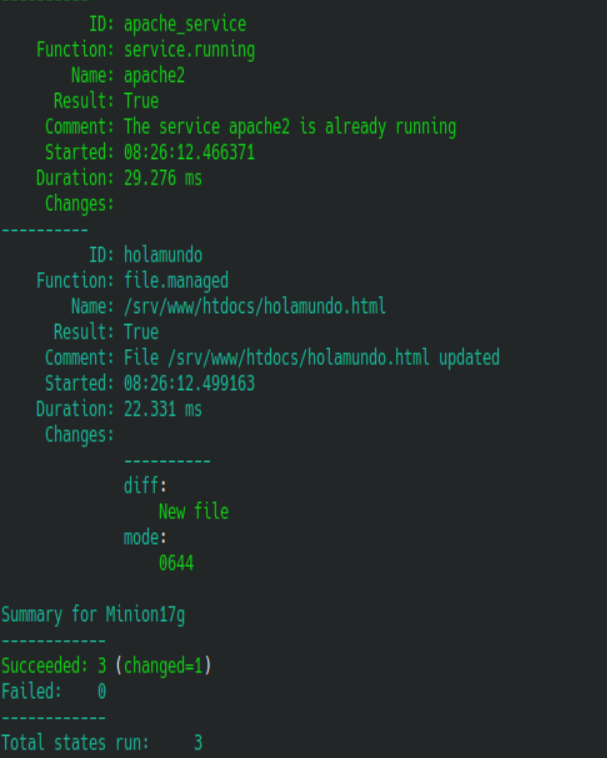 ----------
ID: apache_service
Function: service.running
Name: apache2
Result: True
Comment: The service apache2 is already running
Started: 08:26:12.466371
Duration: 29.276 ms
Changes:
----------
ID: holamundo
Function: file.managed
Name: /srv/www/htdocs/holamundo.html
Result: True
Comment: File /srv/www/htdocs/holamundo.html updated
Started: 08:26:12.499163
Duration: 22.331 ms
Changes:
----------
diff:
New file
mode:
0644
Summary for Minion17g
------------
Succeeded: 3 (changed=1)
Failed: 0
------------
Total states run: 3